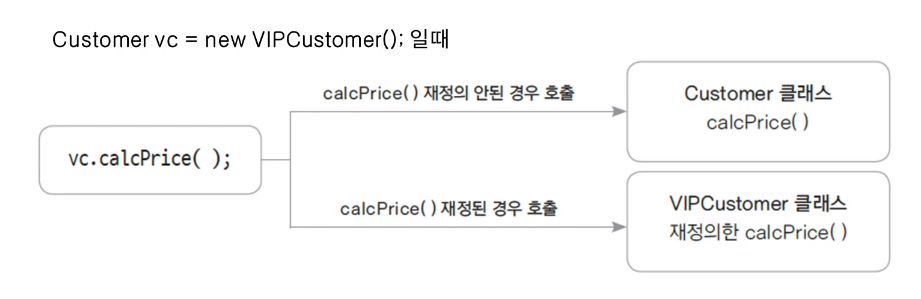 Customer vc = new VIPCustomer(); 일때
calcPrice( ) 재정의 안된 경우 호출
Customer 클래스
calcPrice( )
vc.calcPrice( );
calcPrice( ) 재정된 경우 호출
VIPCustomer 클래스
재정의한 calcPrice( )